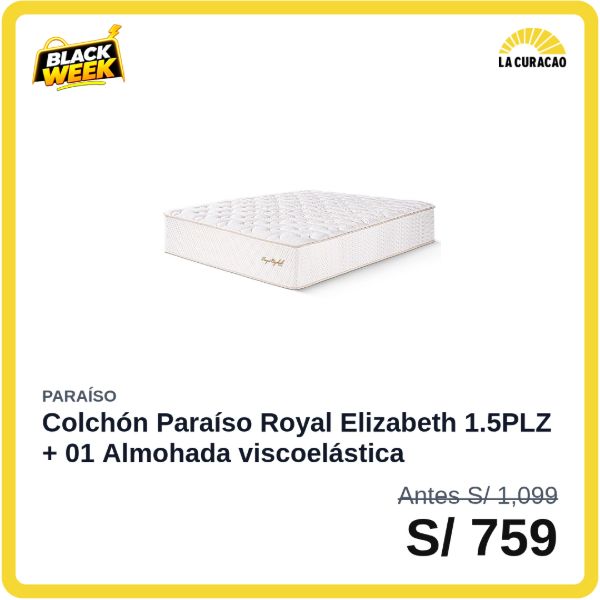 BLACK
WEEK
LA CURACAO
PARAÍSO
Colchón Paraíso Royal Elizabeth 1.5PLZ
+ 01 Almohada viscoelástica
Antes S/ 1,099
S/ 759